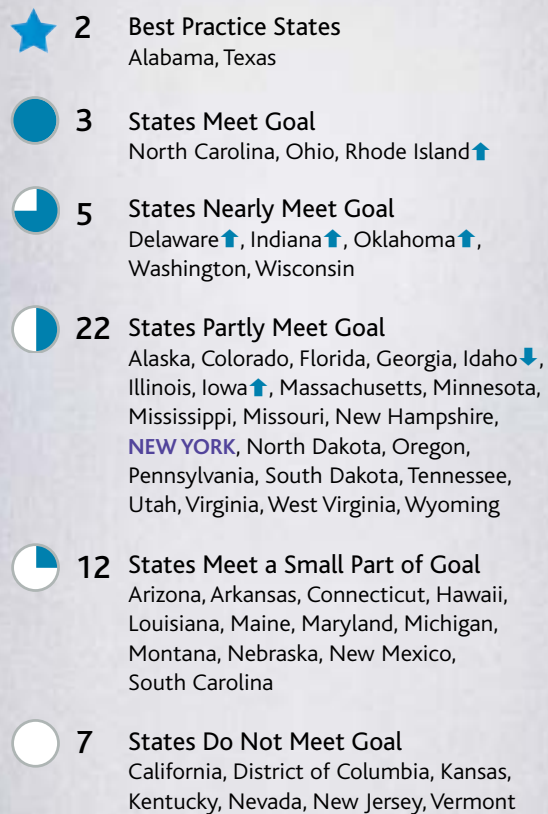 2 Best Practice States
Alabama, Texas
3 States Meet Goal
North Carolina, Ohio, Rhode Island⬆
5 States Nearly Meet Goal
Delaware⬆, Indiana⬆, Oklahoma⬆,
Washington, Wisconsin
22 States Partly Meet Goal
Alaska, Colorado, Florida, Georgia, Idaho⬇,
Illinois, Iowa⬆, Massachusetts, Minnesota,
Mississippi, Missouri, New Hampshire,
NEW YORK, North Dakota, Oregon,
Pennsylvania, South Dakota, Tennessee,
Utah, Virginia, West Virginia, Wyoming
12 States Meet a Small Part of Goal
Arizona, Arkansas, Connecticut, Hawaii,
Louisiana, Maine, Maryland, Michigan,
Montana, Nebraska, New Mexico,
South Carolina
7 States Do Not Meet Goal
California, District of Columbia, Kansas,
Kentucky, Nevada, New Jersey, Vermont